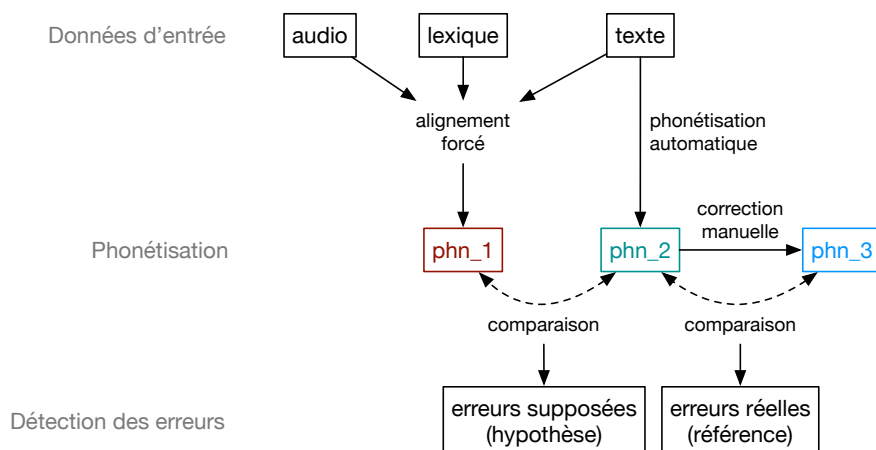 Données d'entrée
audio
lexique
texte
alignement
forcé
phonétisation
automatique
correction
manuelle
Phonétisation
phn_1
phn_2
phn_3
comparaison
comparaison
Détection des erreurs
erreurs supposées
(hypothèse)
erreurs réelles
(référence)